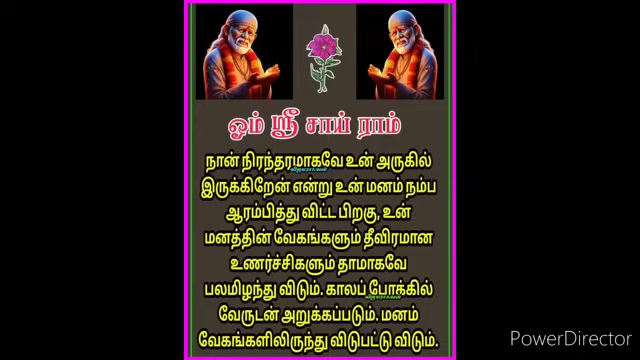 ஓம் ஸ்ரீ சாய் ராம்
நான் நிரந்தரமாகவே உன் அருகில்
இருக்கிறேன் என்று உன் மனம் நம்ப
ஆரம்பித்து விட்ட பிறகு, உன்
மனத்தின் வேகங்களும் தீவிரமான
உணர்ச்சிகளும் தாமாகவே
பலமிழந்து விடும். காலப் போக்கில்
வேருடன் அறுக்கப்படும். மனம்
வேகங்களிலிருந்து விடுபட்டு விடும்.
PowerDirector